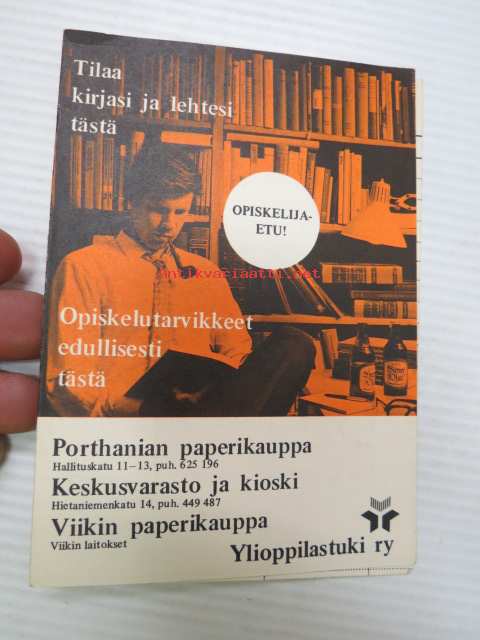 Tilaa
kirjasi ja lehtesi
tästä
OPISKELIJA-
ETU!
antikvariaatti.net
Opiskelutarvikkeet
edullisesti
tästä
Porthanian paperikauppa
Hallituskatu 11–13, puh. 625 196
Keskusvarasto ja kioski
Hietaniemenkatu 14, puh. 449 487
Viikin paperikauppa
Viikin laitokset
Ylioppilastuki ry